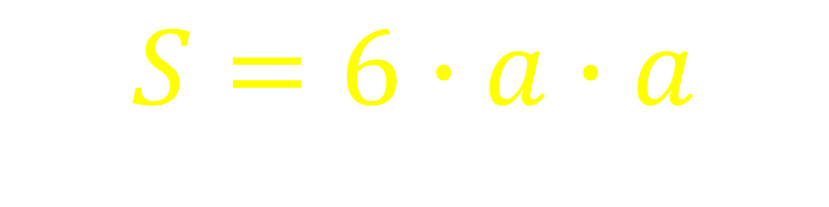 S = 6 · a · a